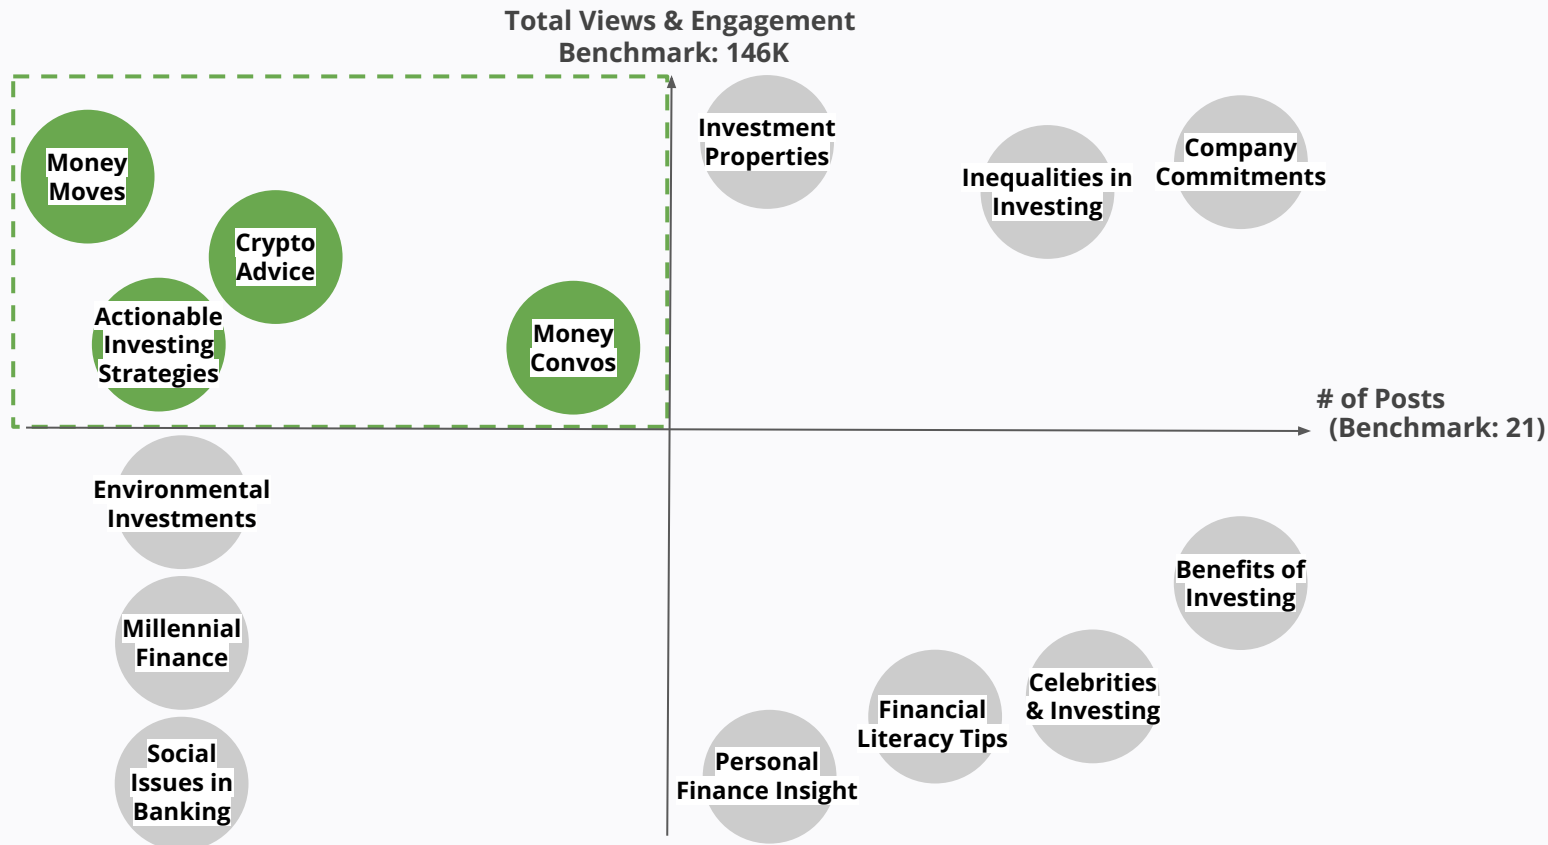 Total Views & Engagement
Benchmark: 146K
Money
Moves
Crypto
Advice
Actionable
Investing
Strategies
Money
Convos
Investment
Properties
Inequalities in
Investing
Company
Commitments
# of Posts
(Benchmark: 21)
Environmental
Investments
Millennial
Finance
Social
Issues in
Banking
Personal
Finance Insight
Financial
Literacy Tips
Celebrities
& Investing
Benefits of
Investing